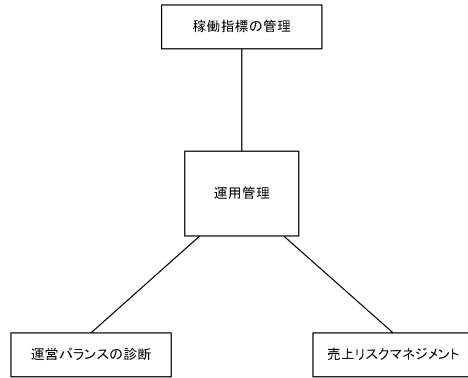 稼働指標の管理
運用管理
運営バランスの診断
売上リスクマネジメント